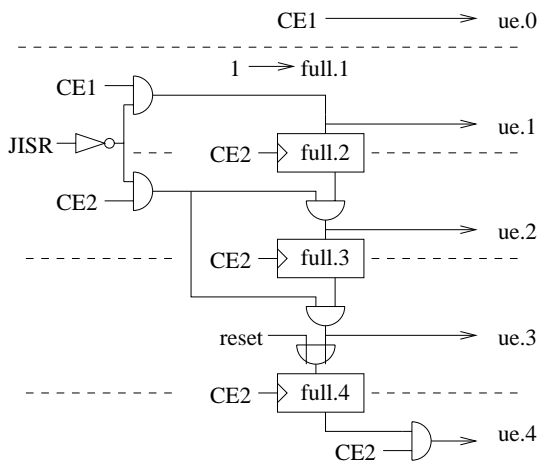 CE1 ue.0
1 full.1
CE1
ue.1
JISR CE2 full.2
CE2
ue.2
CE2 full.3
reset ue.3
CE2 full.4
ue.4
CE2